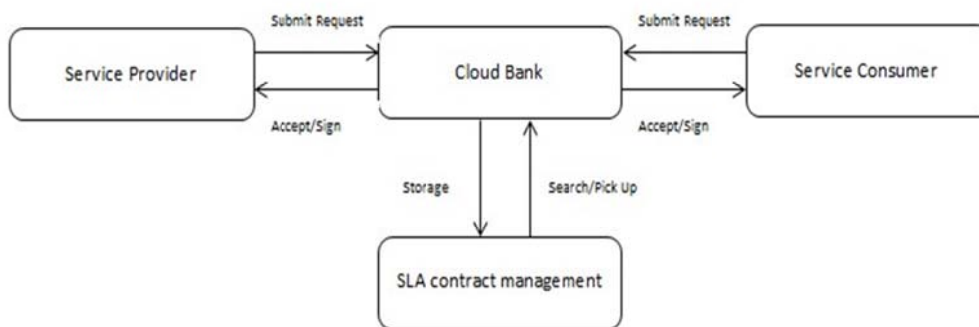 Submit Request
Submit Request
Service Provider
Cloud Bank
Service Consumer
Accept/Sign
Accept/Sign
Storage
Search/Pick Up
SLA contract management